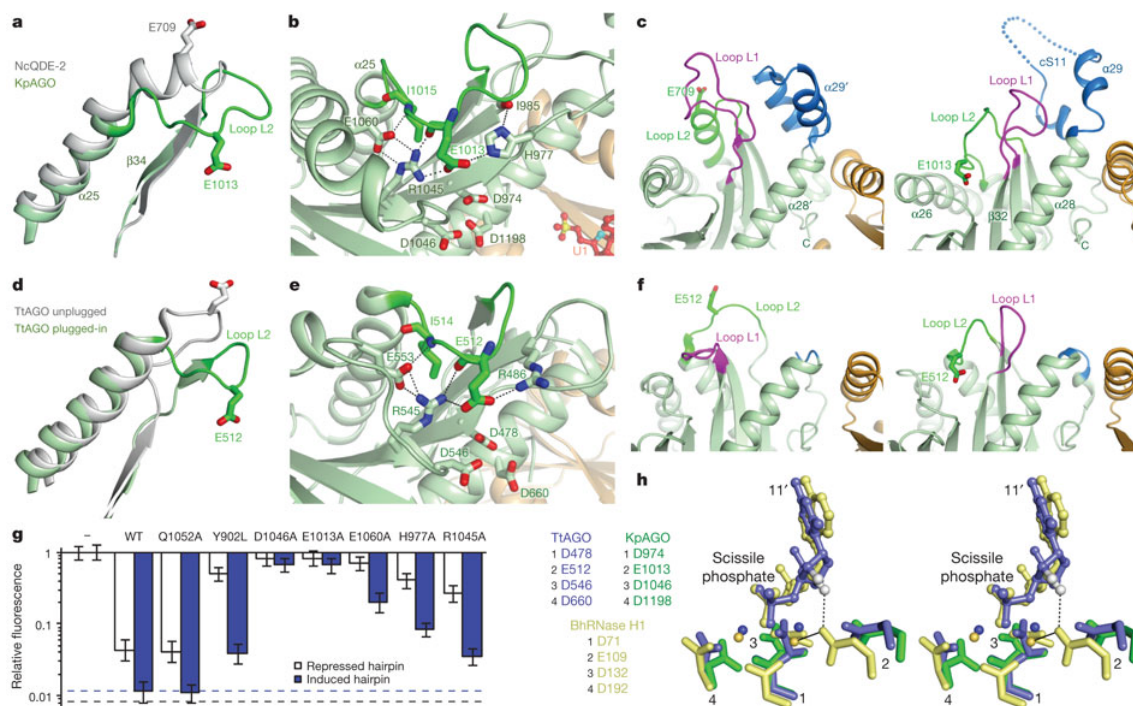 a
E709
NcQDE-2
KpAGO
Loop L2
β34
E1013
α25
b
α25
I1015
E1060
I985
E1013
H977
R1045
D974
D1046
D1198
U1
c
Loop L1
cS11
α29
α29′
Loop L1
E709
Loop L2
E1013
α28′
α26
β32
α28
C
C
d
TtAGO unplugged
TtAGO plugged-in
Loop L2
E512
e
I514
E512
E553
R486
R545
D478
D546
D660
f
E512
Loop L2
Loop L1
Loop L1
Loop L2
E512
g
– WT Q1052A Y902L D1046A E1013A E1060A H977A R1045A
Relative fluorescence
1
0.1
0.01
Repressed hairpin
Induced hairpin
TtAGO
1 D478
2 E512
3 D546
4 D660
KpAGO
1 D974
2 E1013
3 D1046
4 D1198
BhRNase H1
1 D71
2 E109
3 D132
4 D192
h
11′
11′
Scissile
phosphate
Scissile
phosphate
3
2
4
1
3
2
4
1